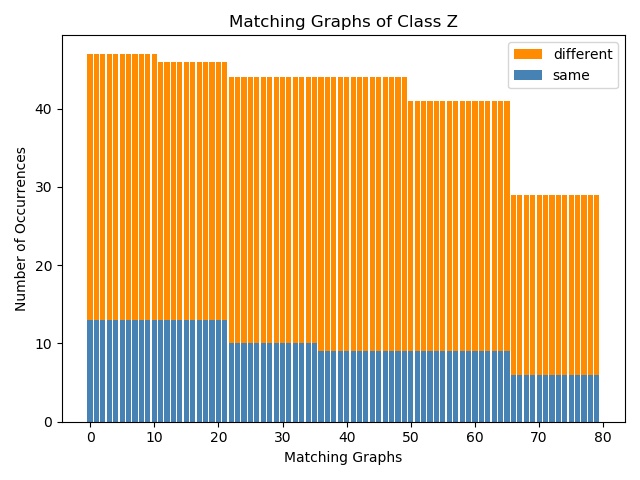 Matching Graphs of Class Z
different
same
Number of Occurrences
40
30
20
10
0
0 10 20 30 40 50 60 70 80
Matching Graphs